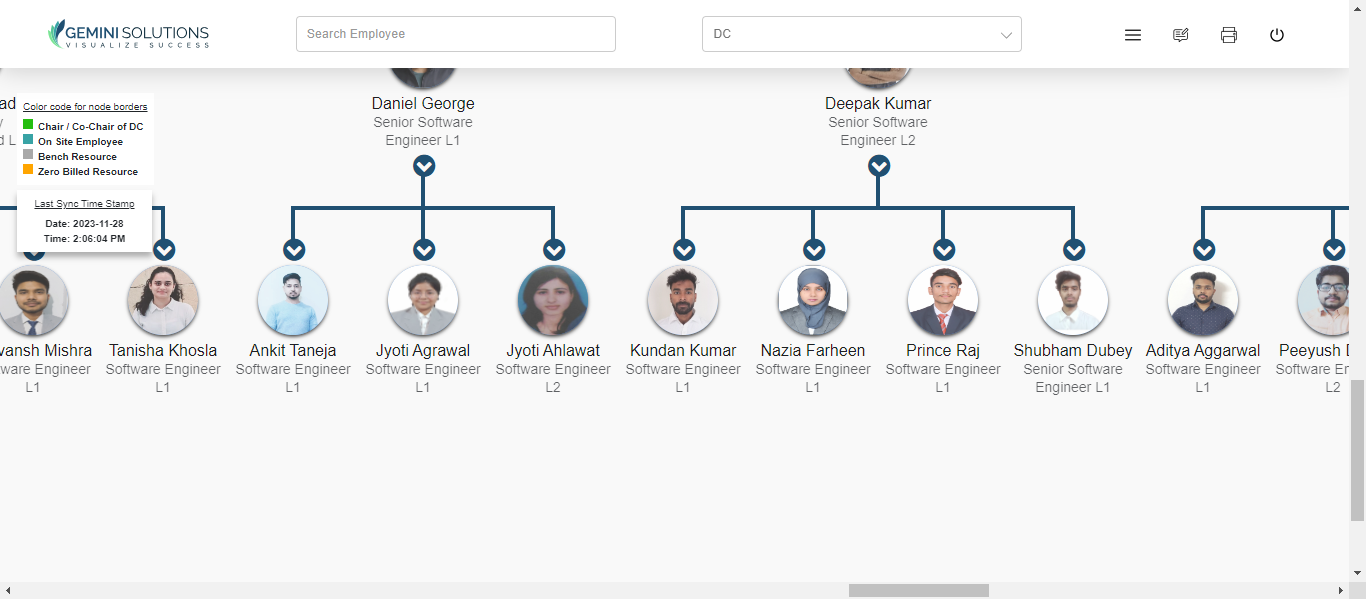 GEMINI SOLUTIONS
VISUALIZE SUCCESS
Search Employee
DC
ad
Color code for node borders
Chair / Co-Chair of DC
On Site Employee
Bench Resource
Zero Billed Resource
Last Sync Time Stamp
Date: 2023-11-28
Time: 2:06:04 PM
Daniel George
Senior Software
Engineer L1
Deepak Kumar
Senior Software
Engineer L2
vansh Mishra
ware Engineer
L1
Tanisha Khosla
Software Engineer
L1
Ankit Taneja
Software Engineer
L1
Jyoti Agrawal
Software Engineer
L1
Jyoti Ahlawat
Software Engineer
L2
Kundan Kumar
Software Engineer
L1
Nazia Farheen
Software Engineer
L1
Prince Raj
Software Engineer
L1
Shubham Dubey
Senior Software
Engineer L1
Aditya Aggarwal
Software Engineer
L1
Peeyush
Software En
L2